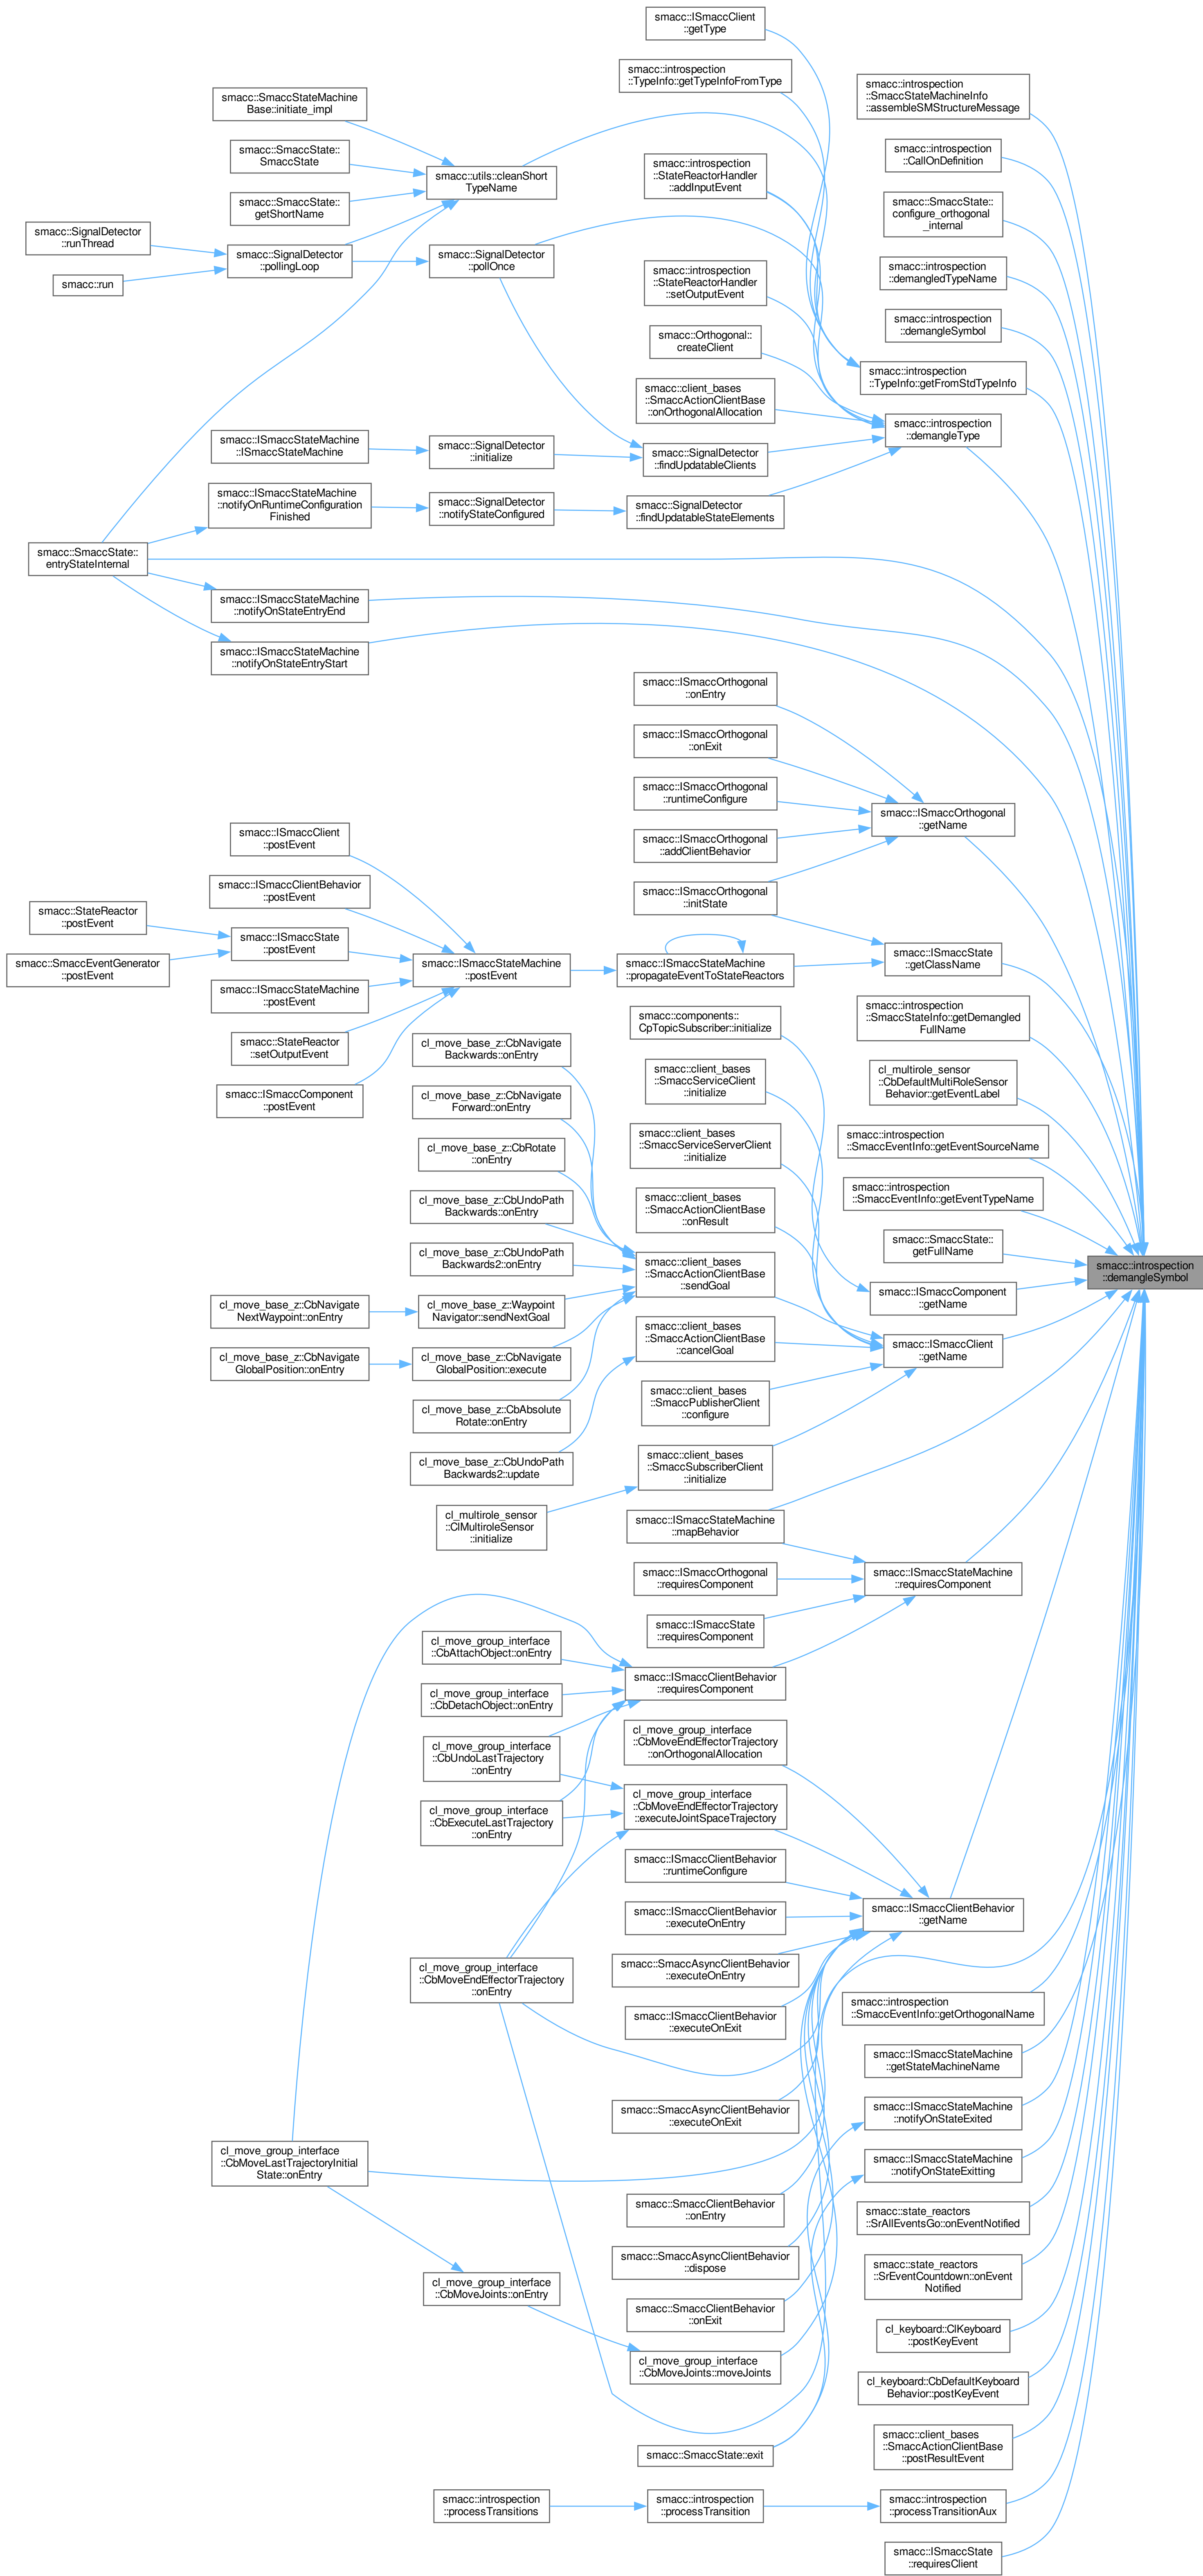 smacc::ISmaccClient
::getType
smacc::introspection
::TypeInfo::getTypeInfoFromType
smacc::introspection
::SmaccStateMachineInfo
::assembleSMStructureMessage
smacc::SmaccStateMachine
Base::initiate_impl
smacc::introspection
::CallOnDefinition
smacc::SmaccState::
SmaccState
smacc::utils::cleanShort
TypeName
smacc::introspection
::StateReactorHandler
::addInputEvent
smacc::SmaccState::
getShortName
smacc::SmaccState::
configure_orthogonal
_internal
smacc::SignalDetector
::runThread
smacc::SignalDetector
::pollingLoop
smacc::SignalDetector
::pollOnce
smacc::run
smacc::introspection
::StateReactorHandler
::setOutputEvent
smacc::introspection
::demangledTypeName
smacc::introspection
::demangleSymbol
smacc::Orthogonal::
createClient
smacc::introspection
::TypeInfo::getFromStdTypeInfo
smacc::client_bases
::SmaccActionClientBase
::onOrthogonalAllocation
smacc::introspection
::demangleType
smacc::ISmaccStateMachine
::ISmaccStateMachine
smacc::SignalDetector
::initialize
smacc::SignalDetector
::findUpdatableClients
smacc::ISmaccStateMachine
::notifyOnRuntimeConfiguration
Finished
smacc::SignalDetector
::notifyStateConfigured
smacc::SignalDetector
::findUpdatableStateElements
smacc::SmaccState::
entryStateInternal
smacc::ISmaccStateMachine
::notifyOnStateEntryEnd
smacc::ISmaccStateMachine
::notifyOnStateEntryStart
smacc::ISmaccOrthogonal
::onEntry
smacc::ISmaccOrthogonal
::onExit
smacc::ISmaccOrthogonal
::runtimeConfigure
smacc::ISmaccOrthogonal
::getName
smacc::ISmaccOrthogonal
::addClientBehavior
smacc::ISmaccClient
::postEvent
smacc::ISmaccOrthogonal
::initState
smacc::ISmaccClientBehavior
::postEvent
smacc::StateReactor
::postEvent
smacc::ISmaccState
::postEvent
smacc::SmaccEventGenerator
::postEvent
smacc::ISmaccStateMachine
::postEvent
smacc::ISmaccStateMachine
::propagateEventToStateReactors
smacc::ISmaccState
::getClassName
smacc::ISmaccStateMachine
::postEvent
smacc::StateReactor
::setOutputEvent
smacc::ISmaccComponent
::postEvent
smacc::components::
CpTopicSubscriber::initialize
smacc::introspection
::SmaccStateInfo::getDemangled
FullName
cl_move_base_z::CbNavigate
Backwards::onEntry
smacc::client_bases
::SmaccServiceClient
::initialize
cl_multirole_sensor
::CbDefaultMultiRoleSensor
Behavior::getEventLabel
cl_move_base_z::CbNavigate
Forward::onEntry
smacc::client_bases
::SmaccServiceServerClient
::initialize
smacc::introspection
::SmaccEventInfo::getEventSourceName
cl_move_base_z::CbRotate
::onEntry
smacc::client_bases
::SmaccActionClientBase
::onResult
smacc::introspection
::SmaccEventInfo::getEventTypeName
cl_move_base_z::CbUndoPath
Backwards::onEntry
smacc::SmaccState::
getFullName
cl_move_base_z::CbUndoPath
Backwards2::onEntry
smacc::client_bases
::SmaccActionClientBase
::sendGoal
smacc::introspection
::demangleSymbol
smacc::ISmaccComponent
::getName
cl_move_base_z::CbNavigate
NextWaypoint::onEntry
cl_move_base_z::Waypoint
Navigator::sendNextGoal
smacc::client_bases
::SmaccActionClientBase
::cancelGoal
smacc::ISmaccClient
::getName
cl_move_base_z::CbNavigate
GlobalPosition::onEntry
cl_move_base_z::CbNavigate
GlobalPosition::execute
smacc::client_bases
::SmaccPublisherClient
::configure
cl_move_base_z::CbAbsolute
Rotate::onEntry
cl_move_base_z::CbUndoPath
Backwards2::update
smacc::client_bases
::SmaccSubscriberClient
::initialize
cl_multirole_sensor
::ClMultiroleSensor
::initialize
smacc::ISmaccStateMachine
::mapBehavior
smacc::ISmaccOrthogonal
::requiresComponent
smacc::ISmaccStateMachine
::requiresComponent
smacc::ISmaccState
::requiresComponent
cl_move_group_interface
::CbAttachObject::onEntry
smacc::ISmaccClientBehavior
::requiresComponent
cl_move_group_interface
::CbDetachObject::onEntry
cl_move_group_interface
::CbUndoLastTrajectory
::onEntry
cl_move_group_interface
::CbMoveEndEffectorTrajectory
::onOrthogonalAllocation
cl_move_group_interface
::CbExecuteLastTrajectory
::onEntry
cl_move_group_interface
::CbMoveEndEffectorTrajectory
::executeJointSpaceTrajectory
smacc::ISmaccClientBehavior
::runtimeConfigure
smacc::ISmaccClientBehavior
::executeOnEntry
smacc::ISmaccClientBehavior
::getName
cl_move_group_interface
::CbMoveEndEffectorTrajectory
::onEntry
smacc::SmaccAsyncClientBehavior
::executeOnEntry
smacc::ISmaccClientBehavior
::executeOnExit
smacc::introspection
::SmaccEventInfo::getOrthogonalName
smacc::ISmaccStateMachine
::getStateMachineName
smacc::SmaccAsyncClientBehavior
::executeOnExit
smacc::ISmaccStateMachine
::notifyOnStateExited
cl_move_group_interface
::CbMoveLastTrajectoryInitial
State::onEntry
smacc::ISmaccStateMachine
::notifyOnStateExitting
smacc::SmaccClientBehavior
::onEntry
smacc::state_reactors
::SrAllEventsGo::onEventNotified
smacc::SmaccAsyncClientBehavior
::dispose
smacc::state_reactors
::SrEventCountdown::onEvent
Notified
cl_move_group_interface
::CbMoveJoints::onEntry
smacc::SmaccClientBehavior
::onExit
cl_keyboard::ClKeyboard
::postKeyEvent
cl_move_group_interface
::CbMoveJoints::moveJoints
cl_keyboard::CbDefaultKeyboard
Behavior::postKeyEvent
smacc::SmaccState::exit
smacc::client_bases
::SmaccActionClientBase
::postResultEvent
smacc::introspection
::processTransitions
smacc::introspection
::processTransition
smacc::introspection
::processTransitionAux
smacc::ISmaccState
::requiresClient